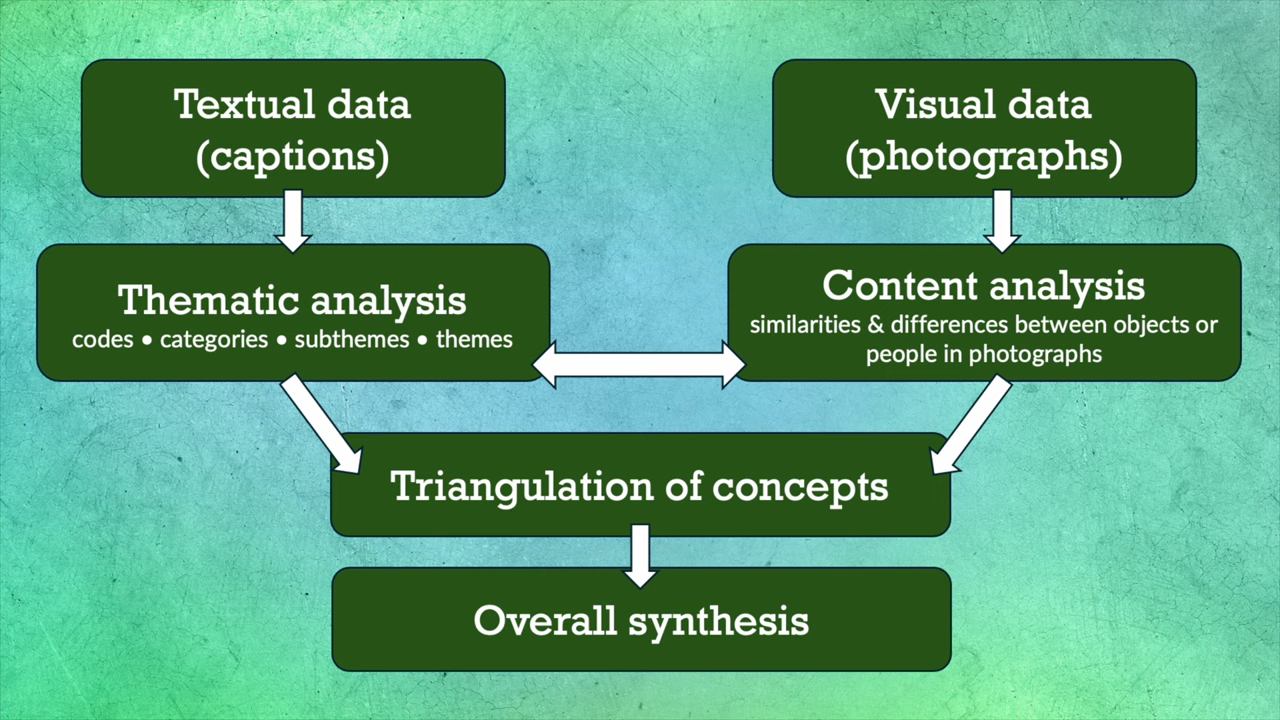 Textual data
(captions)
Visual data
(photographs)
Thematic analysis
codes • categories • subthemes • themes
Content analysis
similarities & differences between objects or
people in photographs
Triangulation of concepts
Overall synthesis